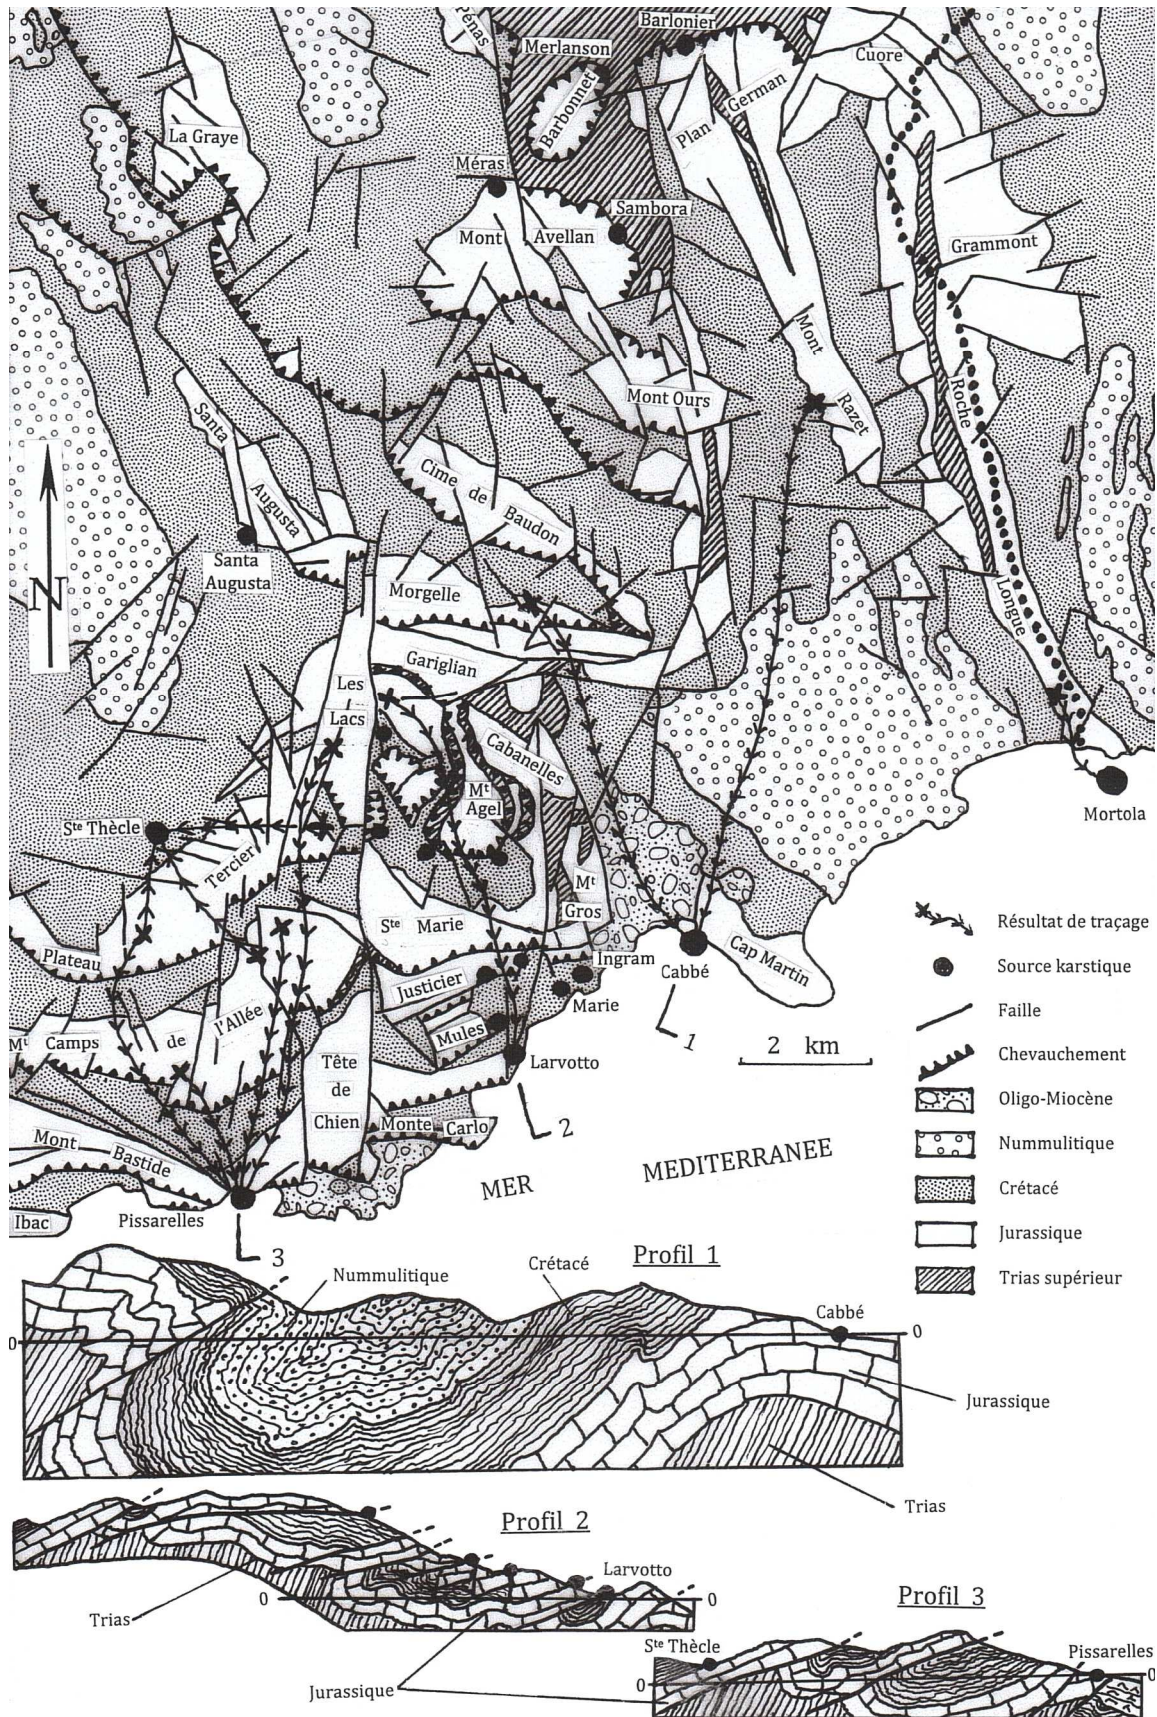 Pénas
Barlonier
Merlanson
Cuore
Barbonnet
German
Plan
La Graye
Méras
Sambora
Mont
Avellan
Grammont
Mont
Razet
Mont Ours
Roche
Longue
Santa
Augusta
Cime de
Baudon
Santa
Augusta
N
Morgelle
Gariglian
Les
Lacs
Cabanelles
Mt
Agel
Mortola
Ste Thècle
Tercier
Mt
Gros
Ste Marie
Plateau
Ingram
Cabbé
Cap Martin
Justicier
Marie
Mules
Mt Camps
de
l'Allée
Larvotto
Tête
de
Chien
Monte
Carlo
Mont
Bastide
Ibac
Pissarelles
1
2
3
2 km
MER
MEDITERRANEE
Résultat de traçage
Source karstique
Faille
Chevauchement
Oligo-Miocène
Nummulitique
Crétacé
Jurassique
Trias supérieur
Profil 1
Nummulitique
Crétacé
Cabbé
0
0
Jurassique
Trias
Profil 2
Larvotto
0
0
Trias
Jurassique
Profil 3
Ste Thècle
Pissarelles
0
0